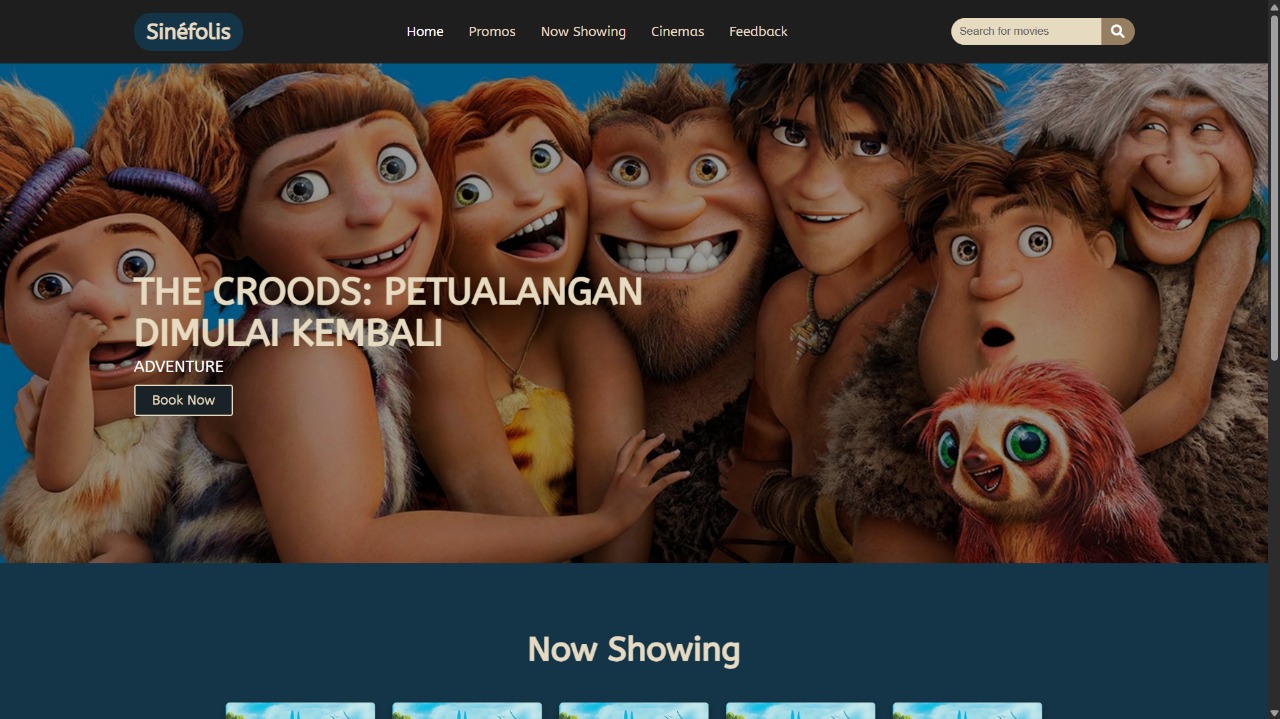 Sinéfolis
Home
Promos
Now Showing
Cinemas
Feedback
Search for movies
THE CROODS: PETUALANGAN
DIMULAI KEMBALI
ADVENTURE
Book Now
Now Showing